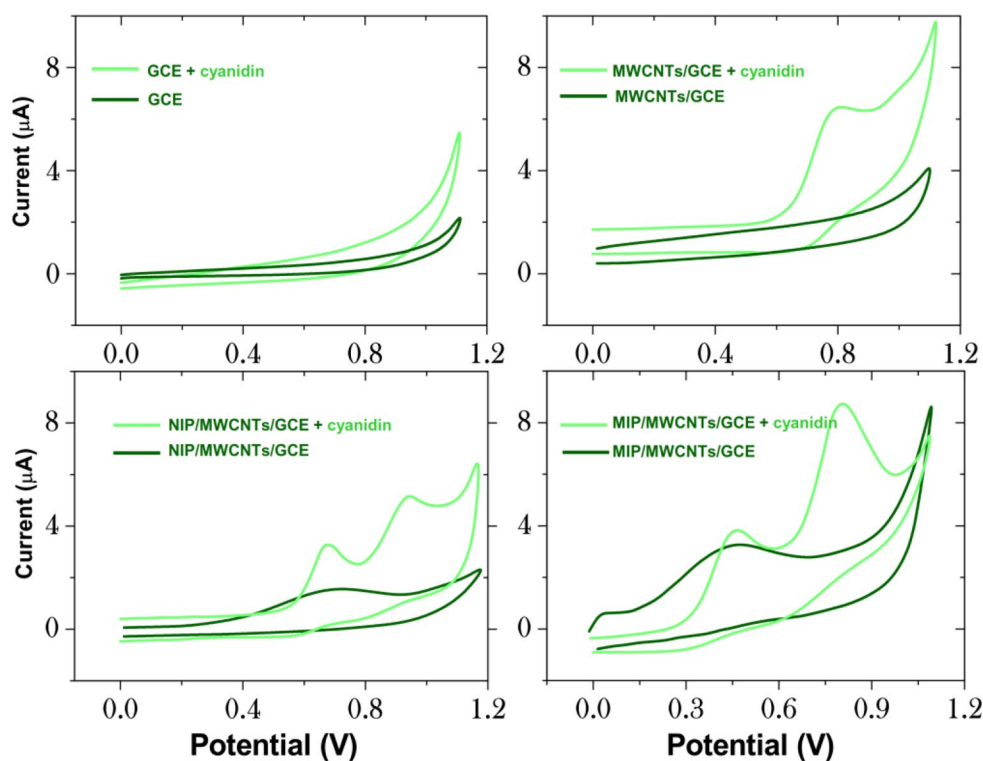 8
4
0
Current (μA)
GCE + cyanidin
GCE
0.0 0.4 0.8 1.2
8
4
0
MWCNTs/GCE + cyanidin
MWCNTs/GCE
0.0 0.4 0.8 1.2
8
4
0
Current (μA)
NIP/MWCNTs/GCE + cyanidin
NIP/MWCNTs/GCE
0.0 0.4 0.8 1.2
Potential (V)
8
4
0
MIP/MWCNTs/GCE + cyanidin
MIP/MWCNTs/GCE
0.0 0.3 0.6 0.9 1.2
Potential (V)